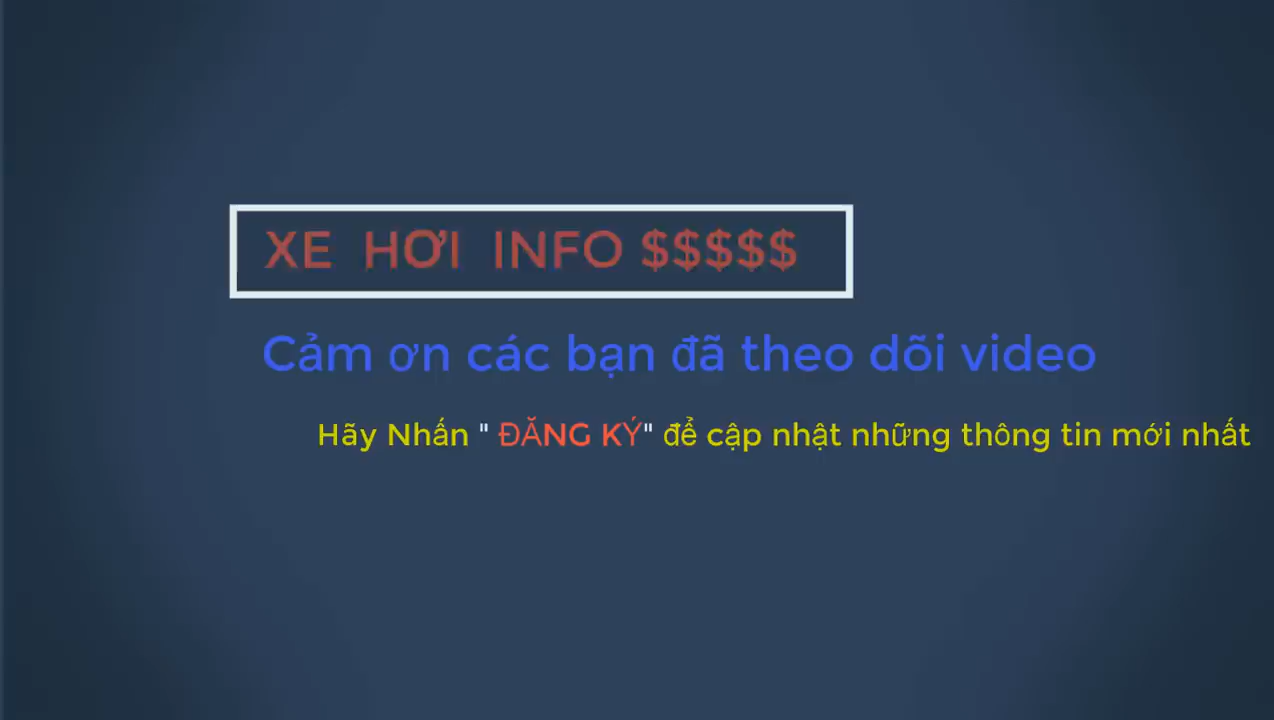 XE HƠI INFO $$$$$
Cảm ơn các bạn đã theo dõi video
Hãy Nhấn " ĐĂNG KÝ" để cập nhật những thông tin mới nhất